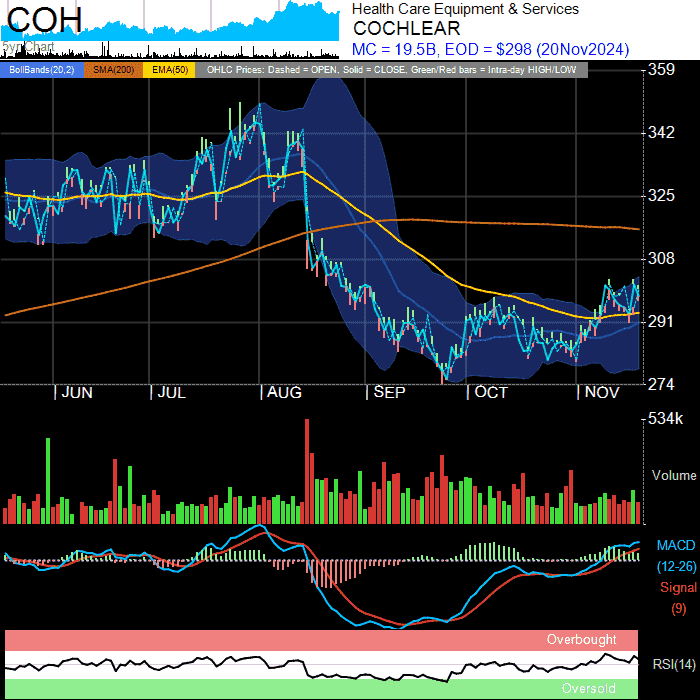 COH
Health Care Equipment & Services
COCHLEAR
MC = 19.5B, EOD = $298 (20Nov2024)
BollBands(20,2) SMA(200) EMA(50) OHLC Prices: Dashed = OPEN, Solid = CLOSE, Green/Red bars = Intra-day HIGH/LOW
359
342
325
308
291
274
JUN JUL AUG SEP OCT NOV
534k
Volume
MACD
(12-26)
Signal
(9)
Overbought
RSI(14)
Oversold